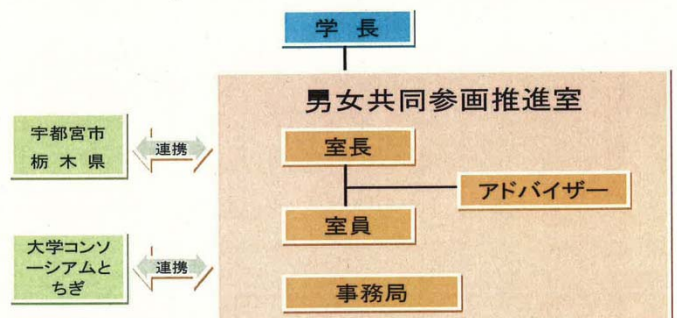 学 長
男女共同参画推進室
宇都宮市
栃 木 県
連携
室長
アドバイザー
室員
大学コンソ
ーシアムと
ちぎ
連携
事務局